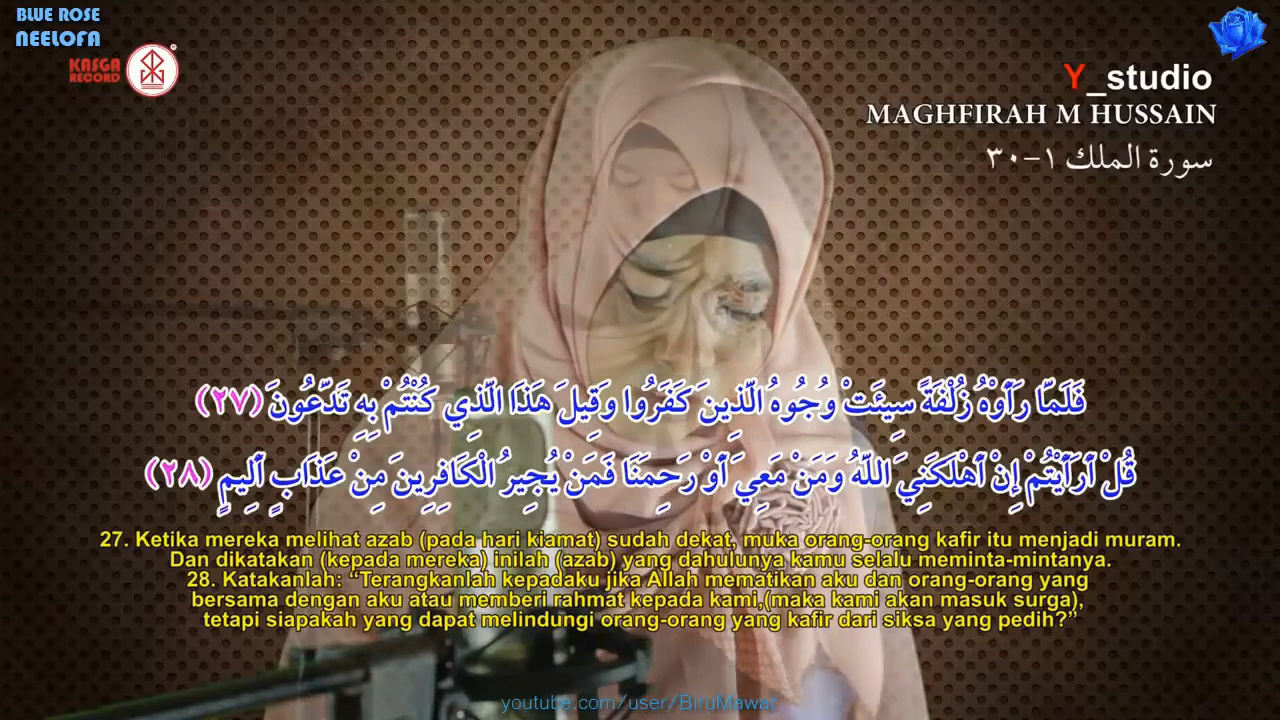 BLUE ROSE
NEELOFA
KASGA
RECORD
Y_studio
MAGHFIRAH M HUSSAIN
سورة الملك ١-٣٠
فَلَمّا رَأَوْهُ زُلْفَةً سِيئَتْ وُجُوهُ الّذِينَ كَفَرُوا وَقِيلَ هَذَا الّذِي كُنْتُمْ بِهِ تَدّعُونَ (٢٧)
قُلْ أَرَأَيْتُمْ إِنْ أَهْلَكَنِيَ اللّهُ وَمَنْ مَعِيَ أَوْ رَحِمَنَا فَمَنْ يُجِيرُ الْكَافِرِينَ مِنْ عَذَابٍ أَلِيمٍ (٢٨)
27. Ketika mereka melihat azab (pada hari kiamat) sudah dekat, muka orang-orang kafir itu menjadi muram.
Dan dikatakan (kepada mereka) inilah (azab) yang dahulunya kamu selalu meminta-mintanya.
28. Katakanlah: “Terangkanlah kepadaku jika Allah mematikan aku dan orang-orang yang
bersama dengan aku atau memberi rahmat kepada kami,(maka kami akan masuk surga),
tetapi siapakah yang dapat melindungi orang-orang yang kafir dari siksa yang pedih?”
youtube.com/user/BiruMawar